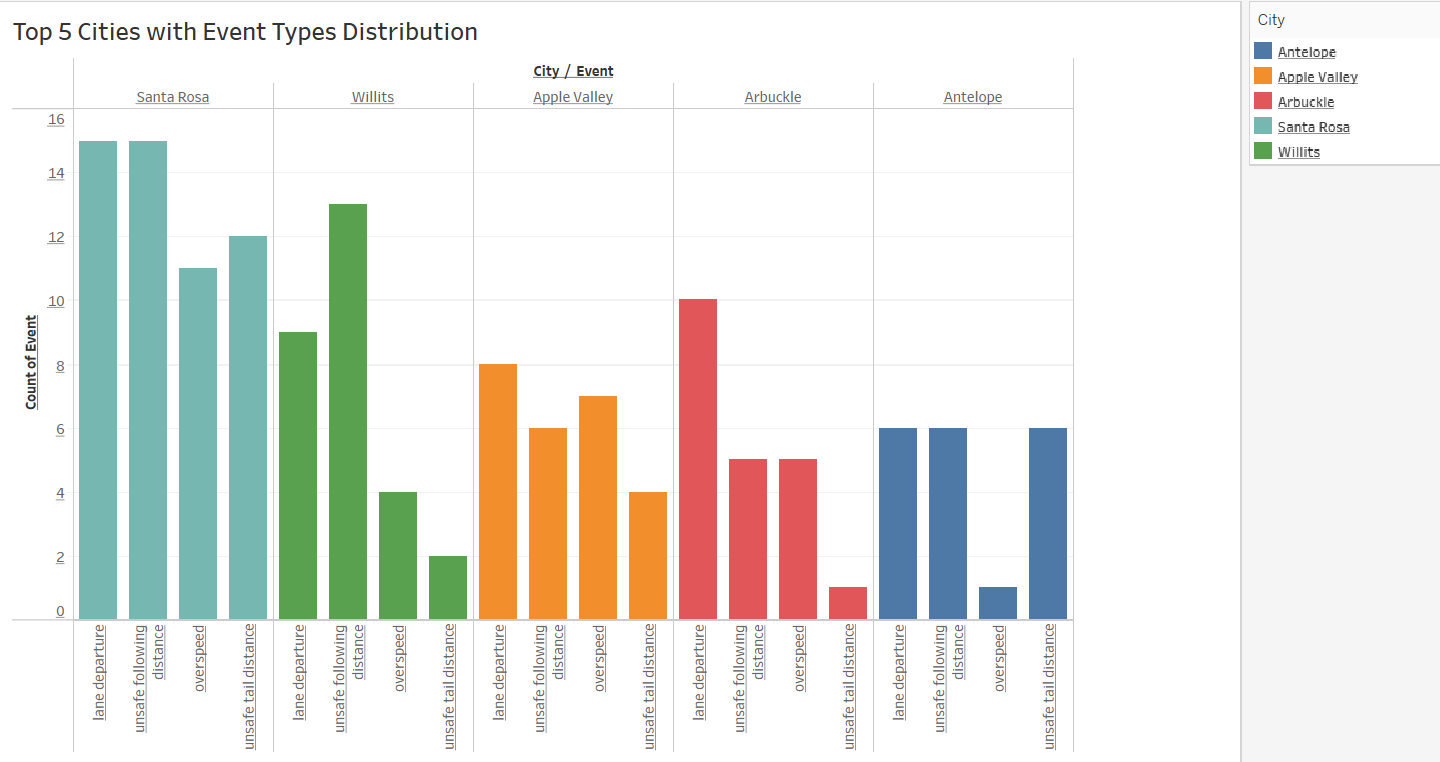 Top 5 Cities with Event Types Distribution
City / Event
Santa Rosa
Willits
Apple Valley
Arbuckle
Antelope
16
14
12
10
8
6
4
2
0
Count of Event
lane departure
unsafe following
distance
overspeed
unsafe tail distance
lane departure
unsafe following
distance
overspeed
unsafe tail distance
lane departure
unsafe following
distance
overspeed
unsafe tail distance
lane departure
unsafe following
distance
overspeed
unsafe tail distance
lane departure
unsafe following
distance
overspeed
unsafe tail distance
City
Antelope
Apple Valley
Arbuckle
Santa Rosa
Willits